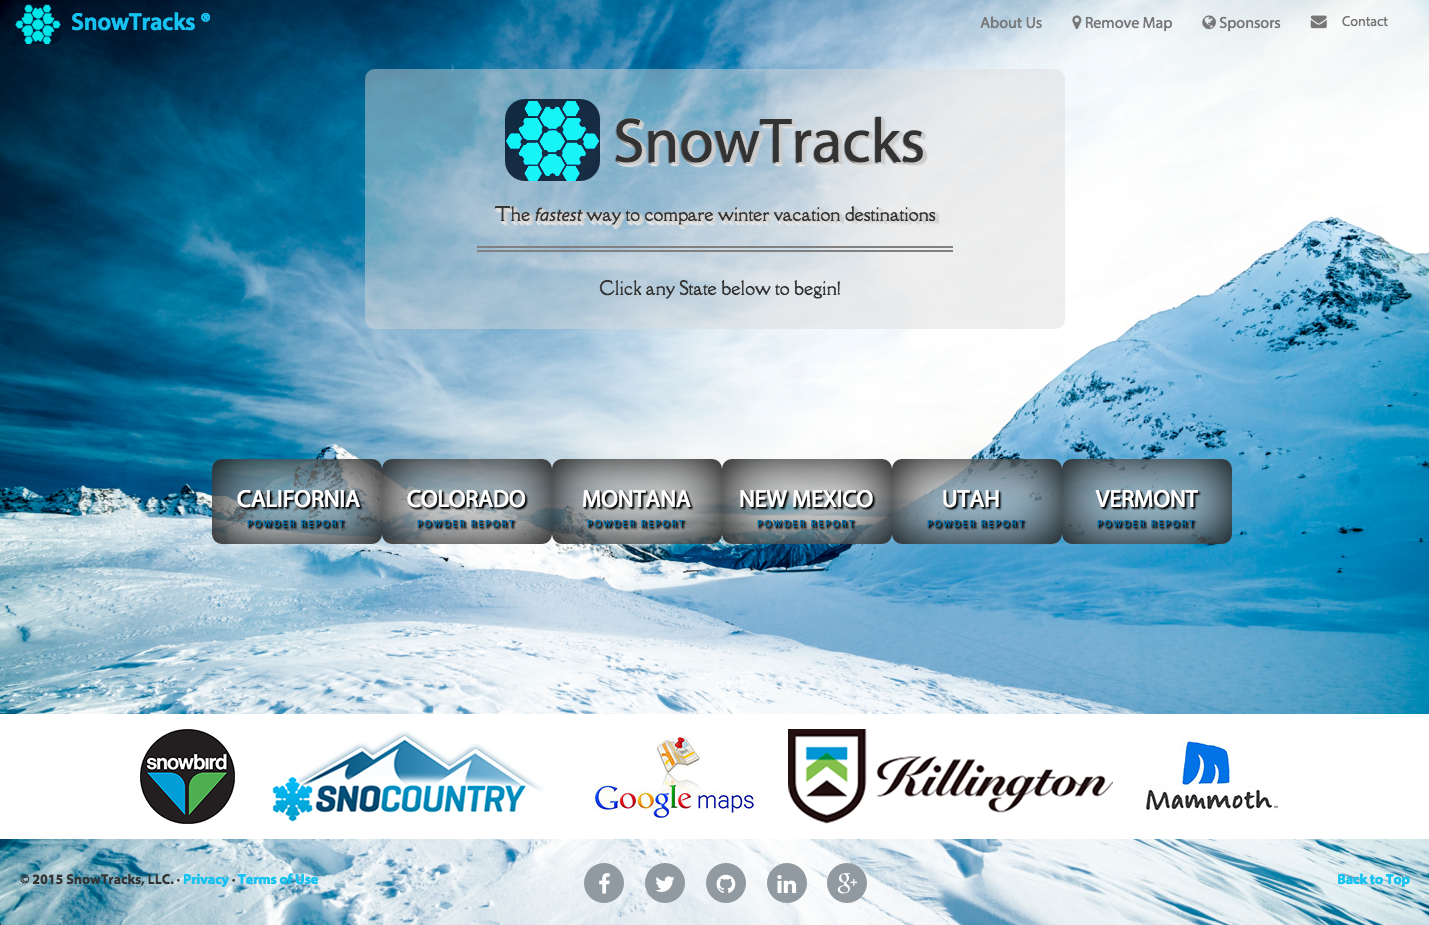 SnowTracks ®
About Us
Remove Map
Sponsors
Contact
SnowTracks
The fastest way to compare winter vacation destinations
Click any State below to begin!
CALIFORNIA
POWDER REPORT
COLORADO
POWDER REPORT
MONTANA
POWDER REPORT
NEW MEXICO
POWDER REPORT
UTAH
POWDER REPORT
VERMONT
POWDER REPORT
snowbird
SNOCOUNTRY
Google maps
Killington
Mammoth
© 2015 SnowTracks, LLC. · Privacy · Terms of Use
f
in
g+
Back to Top